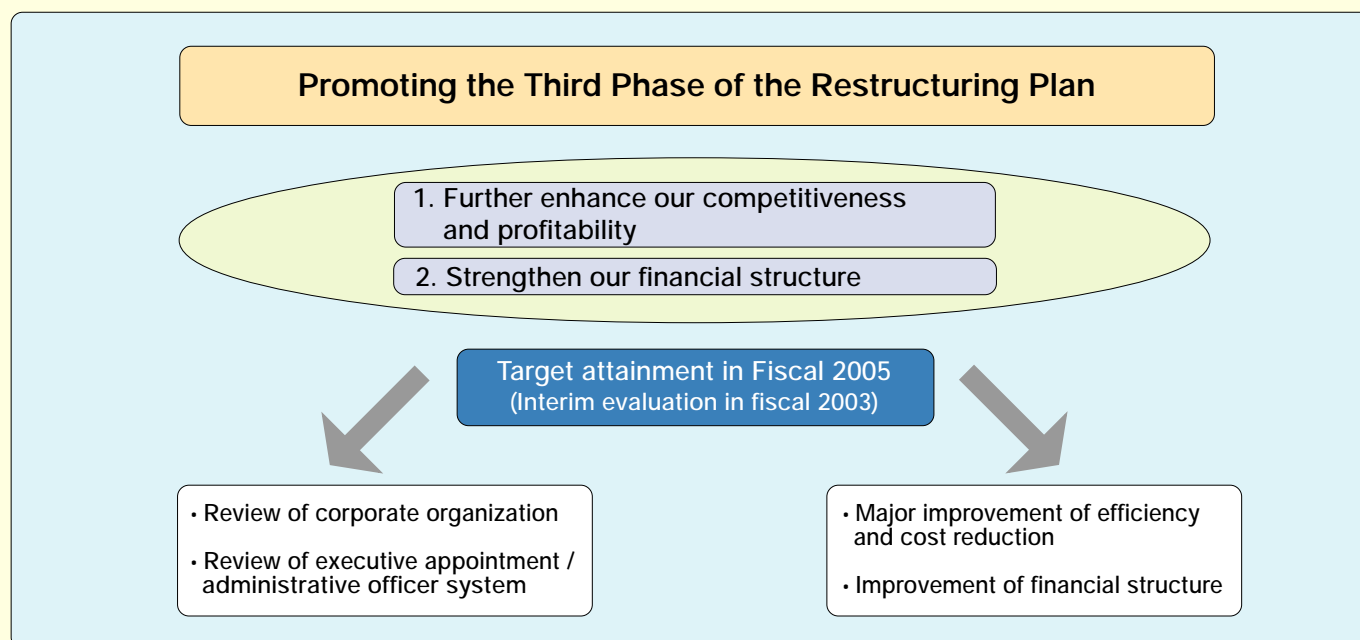 Promoting the Third Phase of the Restructuring Plan
1. Further enhance our competitiveness
and profitability
2. Strengthen our financial structure
Target attainment in Fiscal 2005
(Interim evaluation in fiscal 2003)
· Review of corporate organization
· Review of executive appointment /
administrative officer system
· Major improvement of efficiency
and cost reduction
· Improvement of financial structure